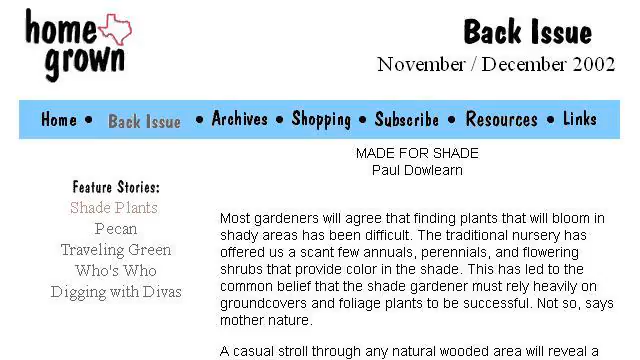 home
grown
Back Issue
November / December 2002
Home • Back Issue • Archives • Shopping • Subscribe • Resources • Links
MADE FOR SHADE
Paul Dowlearn
Feature Stories:
Shade Plants
Pecan
Traveling Green
Who's Who
Digging with Divas
Most gardeners will agree that finding plants that will bloom in
shady areas has been difficult. The traditional nursery has
offered us a scant few annuals, perennials, and flowering
shrubs that provide color in the shade. This has led to the
common belief that the shade gardener must rely heavily on
groundcovers and foliage plants to be successful. Not so, says
mother nature.
A casual stroll through any natural wooded area will reveal a